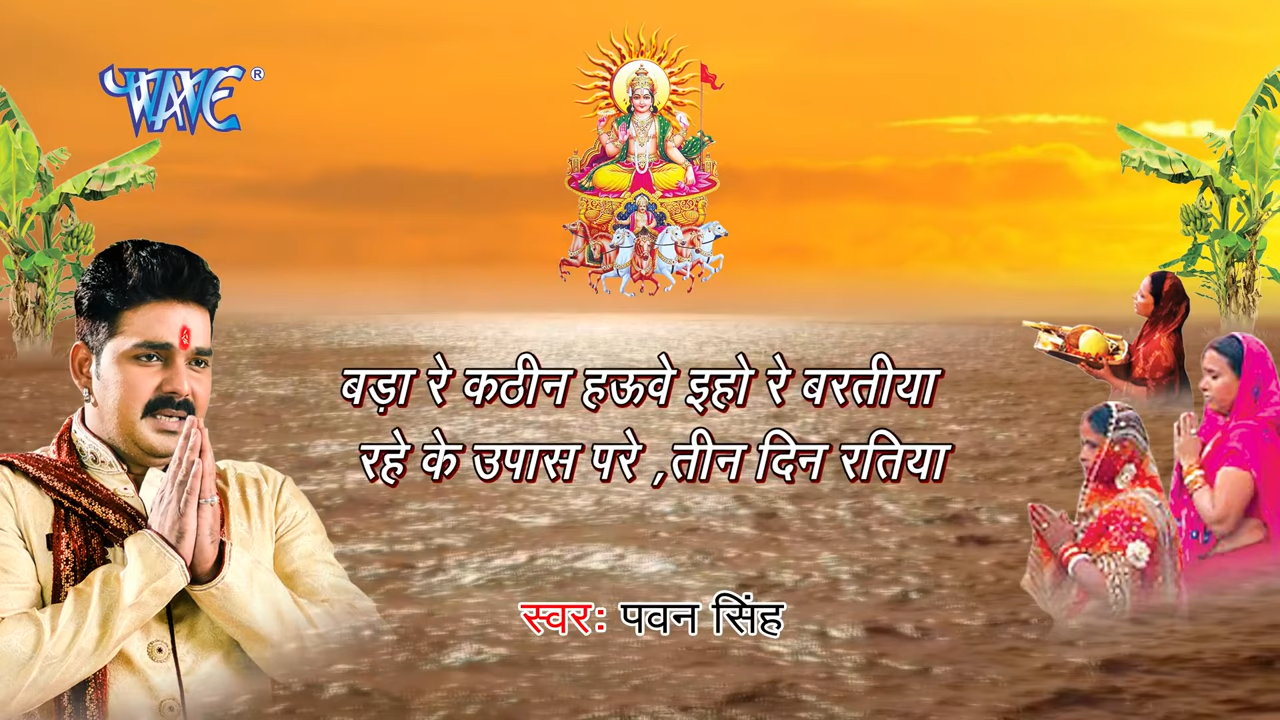 WAVE ®
बड़ा रे कठीन हऊवे इहो रे बरतीया
रहे के उपास परे ,तीन दिन रतिया
स्वरः पवन सिंह